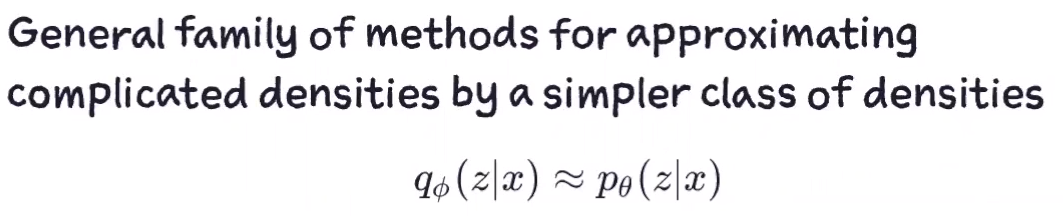 General family of methods for approximating
complicated densities by a simpler class of densities
qϕ(z|x) ≈ pθ(z|x)